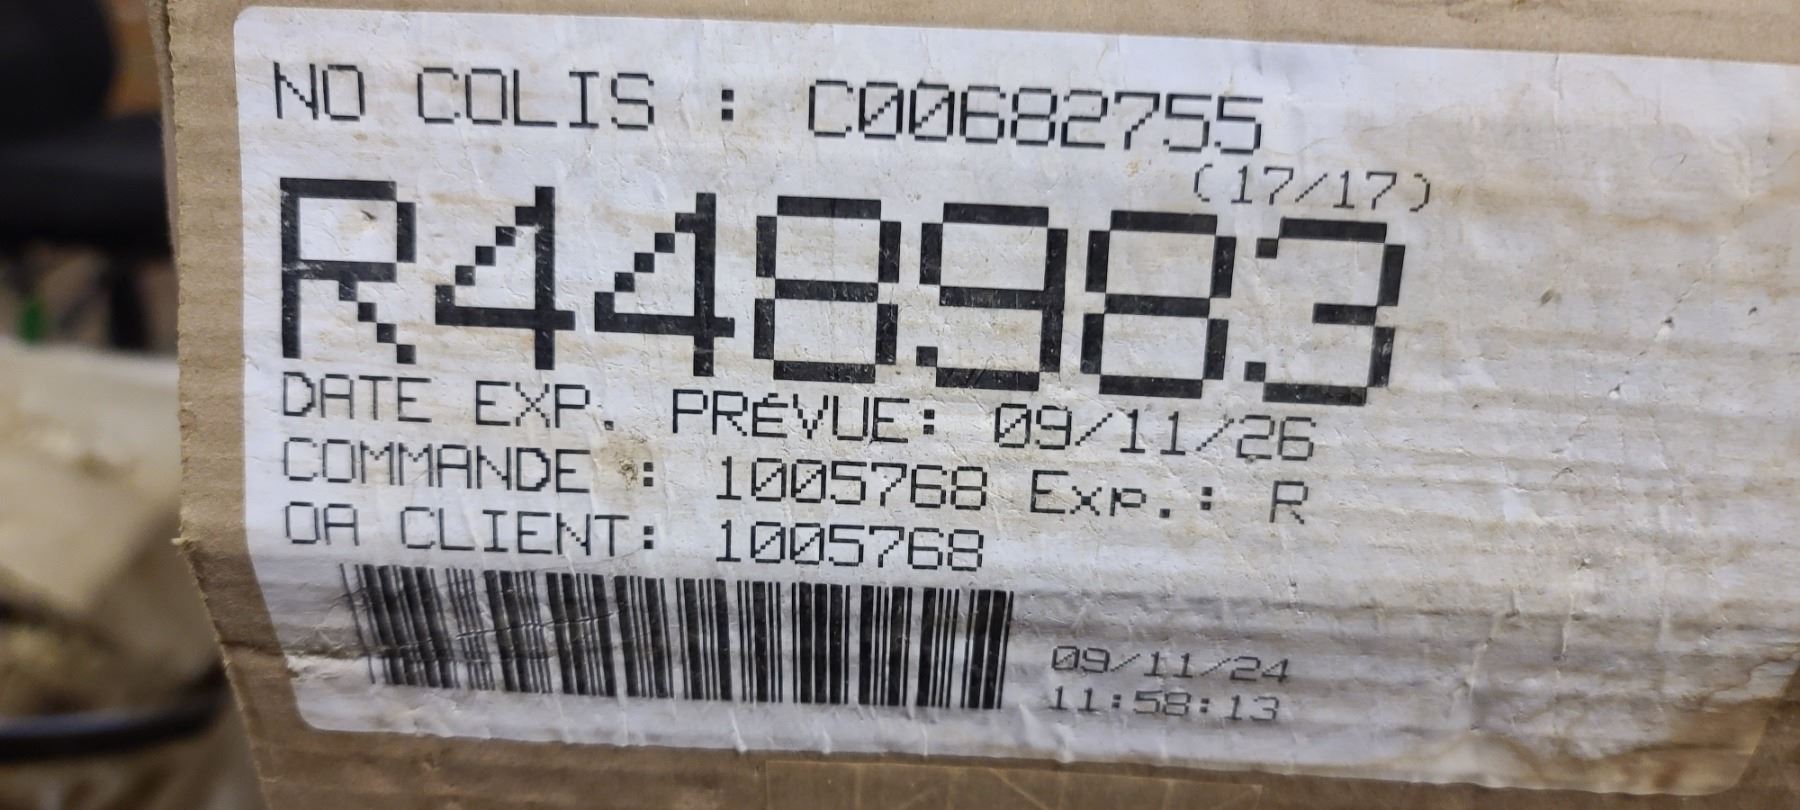 NO COLIS : C00682755
(17/17)
R448983
DATE EXP. PRéVUE: 09/11/26
COMMANDE : 1005768 Exp.: R
OA CLIENT: 1005768
09/11/24
11:58:13